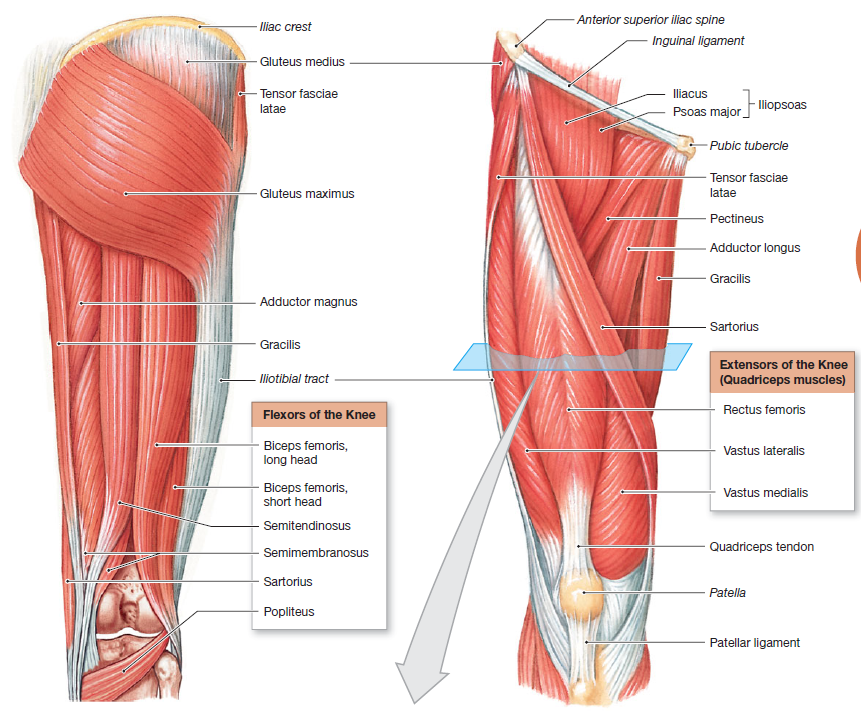 Iliac crest
Gluteus medius
Tensor fasciae
latae
Gluteus maximus
Adductor magnus
Gracilis
Iliotibial tract
Flexors of the Knee
Biceps femoris,
long head
Biceps femoris,
short head
Semitendinosus
Semimembranosus
Sartorius
Popliteus
Anterior superior iliac spine
Inguinal ligament
Iliacus
Psoas major
Iliopsoas
Pubic tubercle
Tensor fasciae
latae
Pectineus
Adductor longus
Gracilis
Sartorius
Extensors of the Knee
(Quadriceps muscles)
Rectus femoris
Vastus lateralis
Vastus medialis
Quadriceps tendon
Patella
Patellar ligament